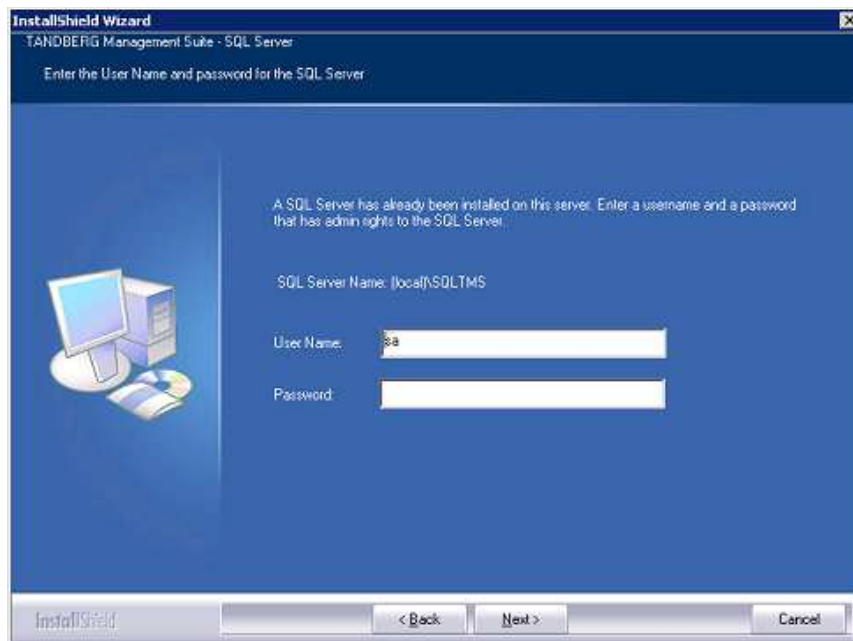 InstallShield Wizard
TANDBERG Management Suite - SQL Server
Enter the User Name and password for the SQL Server
A SQL Server has already been installed on this server. Enter a username and a password
that has admin rights to the SQL Server.
SQL Server Name: (local)\SQLTMS
User Name:
sa
Password:
InstallShield
< Back
Next >
Cancel